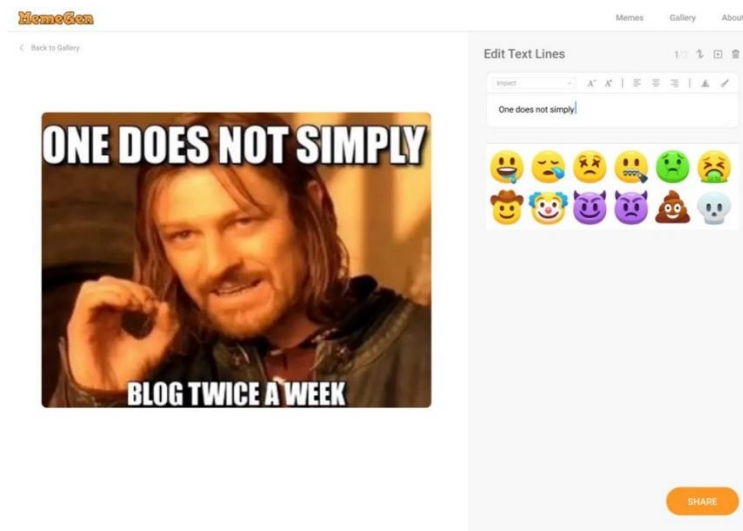 MemeGen
Memes Gallery About
Back to Gallery
Edit Text Lines
Impact
One does not simply
ONE DOES NOT SIMPLY
BLOG TWICE A WEEK
SHARE